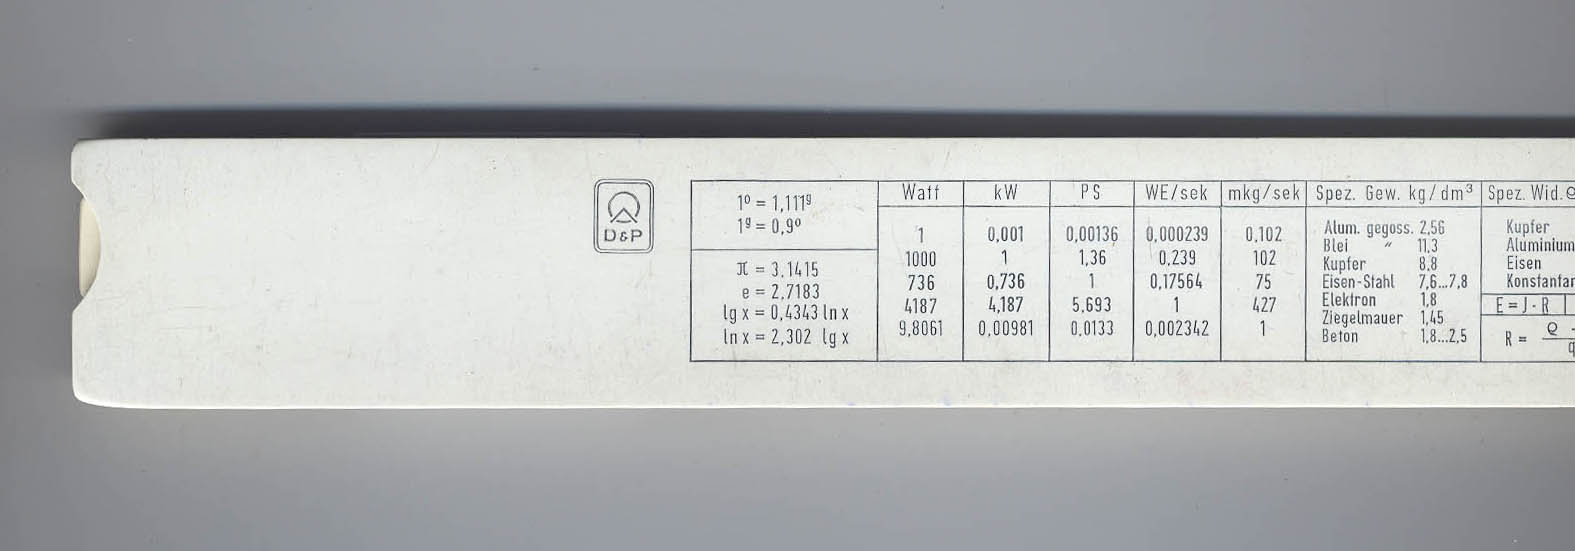 D&P
1⁰ = 1,111ᵍ
1ᵍ = 0,9⁰
π = 3,1415
e = 2,7183
lg x = 0,4343 ln x
ln x = 2,302 lg x
Watt kW PS WE/sek mkg/sek
1 0,001 0,00136 0,000239 0,102
1000 1 1,36 0,239 102
736 0,736 1 0,17564 75
4187 4,187 5,693 1 427
9,8061 0,00981 0,0133 0,002342 1
Spez. Gew. kg/dm³
Alum. gegoss. 2,56
Blei " 11,3
Kupfer 8,8
Eisen-Stahl 7,6...7,8
Elektron 1,8
Ziegelmauer 1,45
Beton 1,8...2,5
Spez. Wid. ϱ
Kupfer
Aluminium
Eisen
Konstantan
E = J · R
R = ϱ